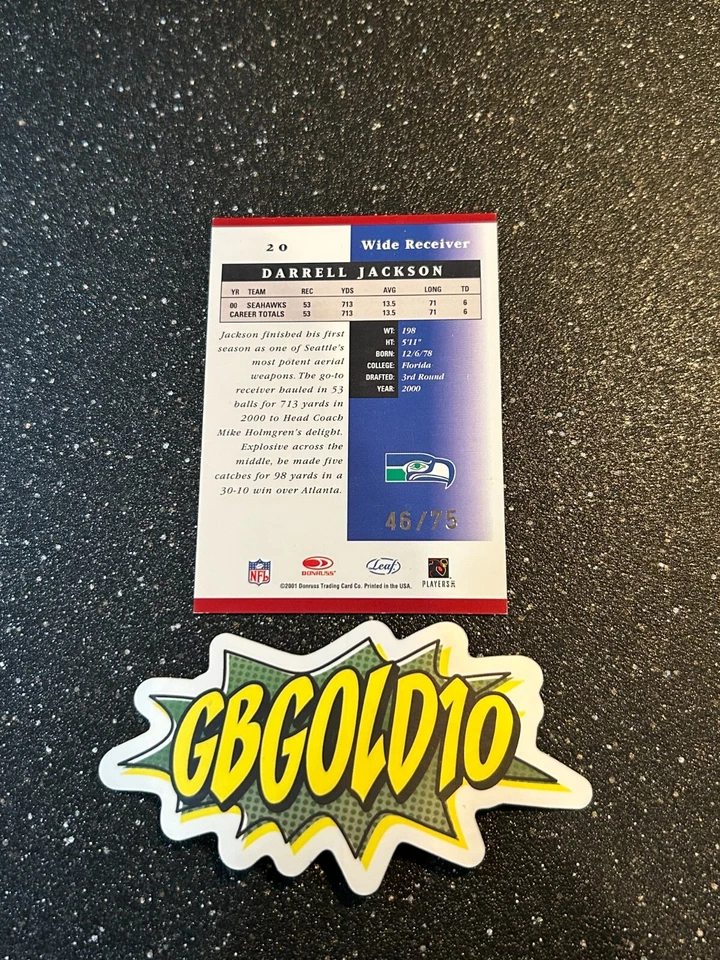 20 Wide Receiver
DARRELL JACKSON
YR TEAM REC YDS AVG LONG TD
00 SEAHAWKS 53 713 13.5 71 6
CAREER TOTALS 53 713 13.5 71 6
Jackson finished his first
season as one of Seattle's
most potent aerial
weapons. The go-to
receiver hauled in 53
balls for 713 yards in
2000 to Head Coach
Mike Holmgren's delight.
Explosive across the
middle, he made five
catches for 98 yards in a
30-10 win over Atlanta.
WT: 198
HT: 5'11"
BORN: 12/6/78
COLLEGE: Florida
DRAFTED: 3rd Round
YEAR: 2000
46/75
NFL DONRUSS Leaf PLAYERS INC
©2001 Donruss Trading Card Co. Printed in the USA.
GBGOLD10